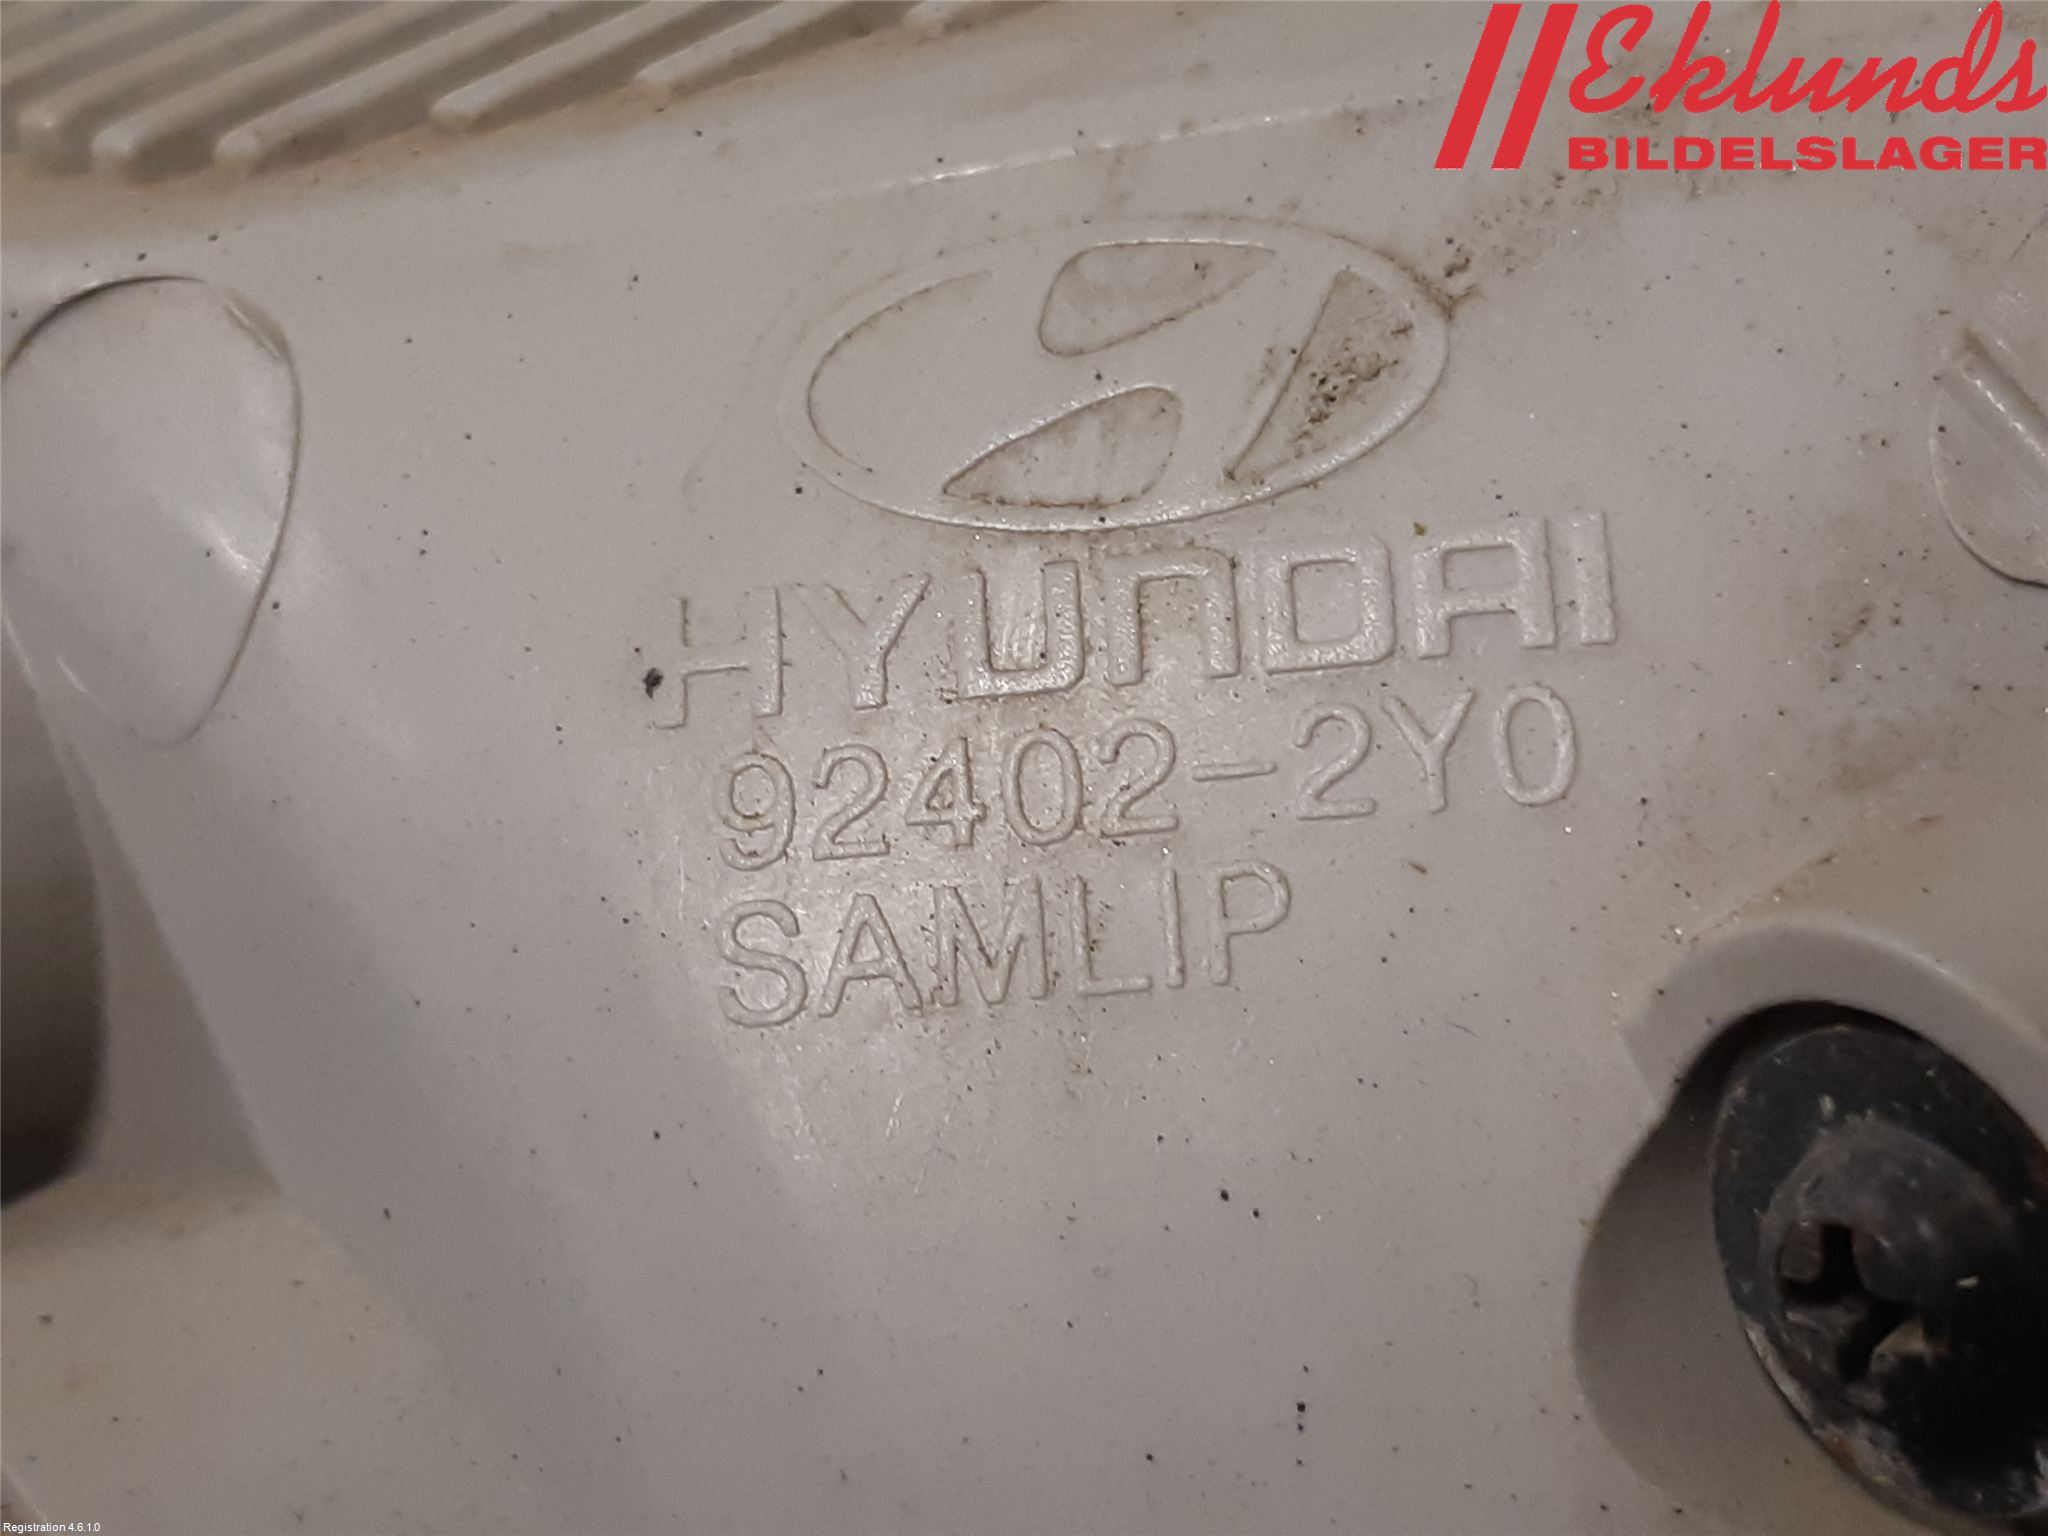 Eklunds
BILDELSLAGER
HYUNDAI
92402-2Y0
SAMLIP
Registration 4.6.1.0